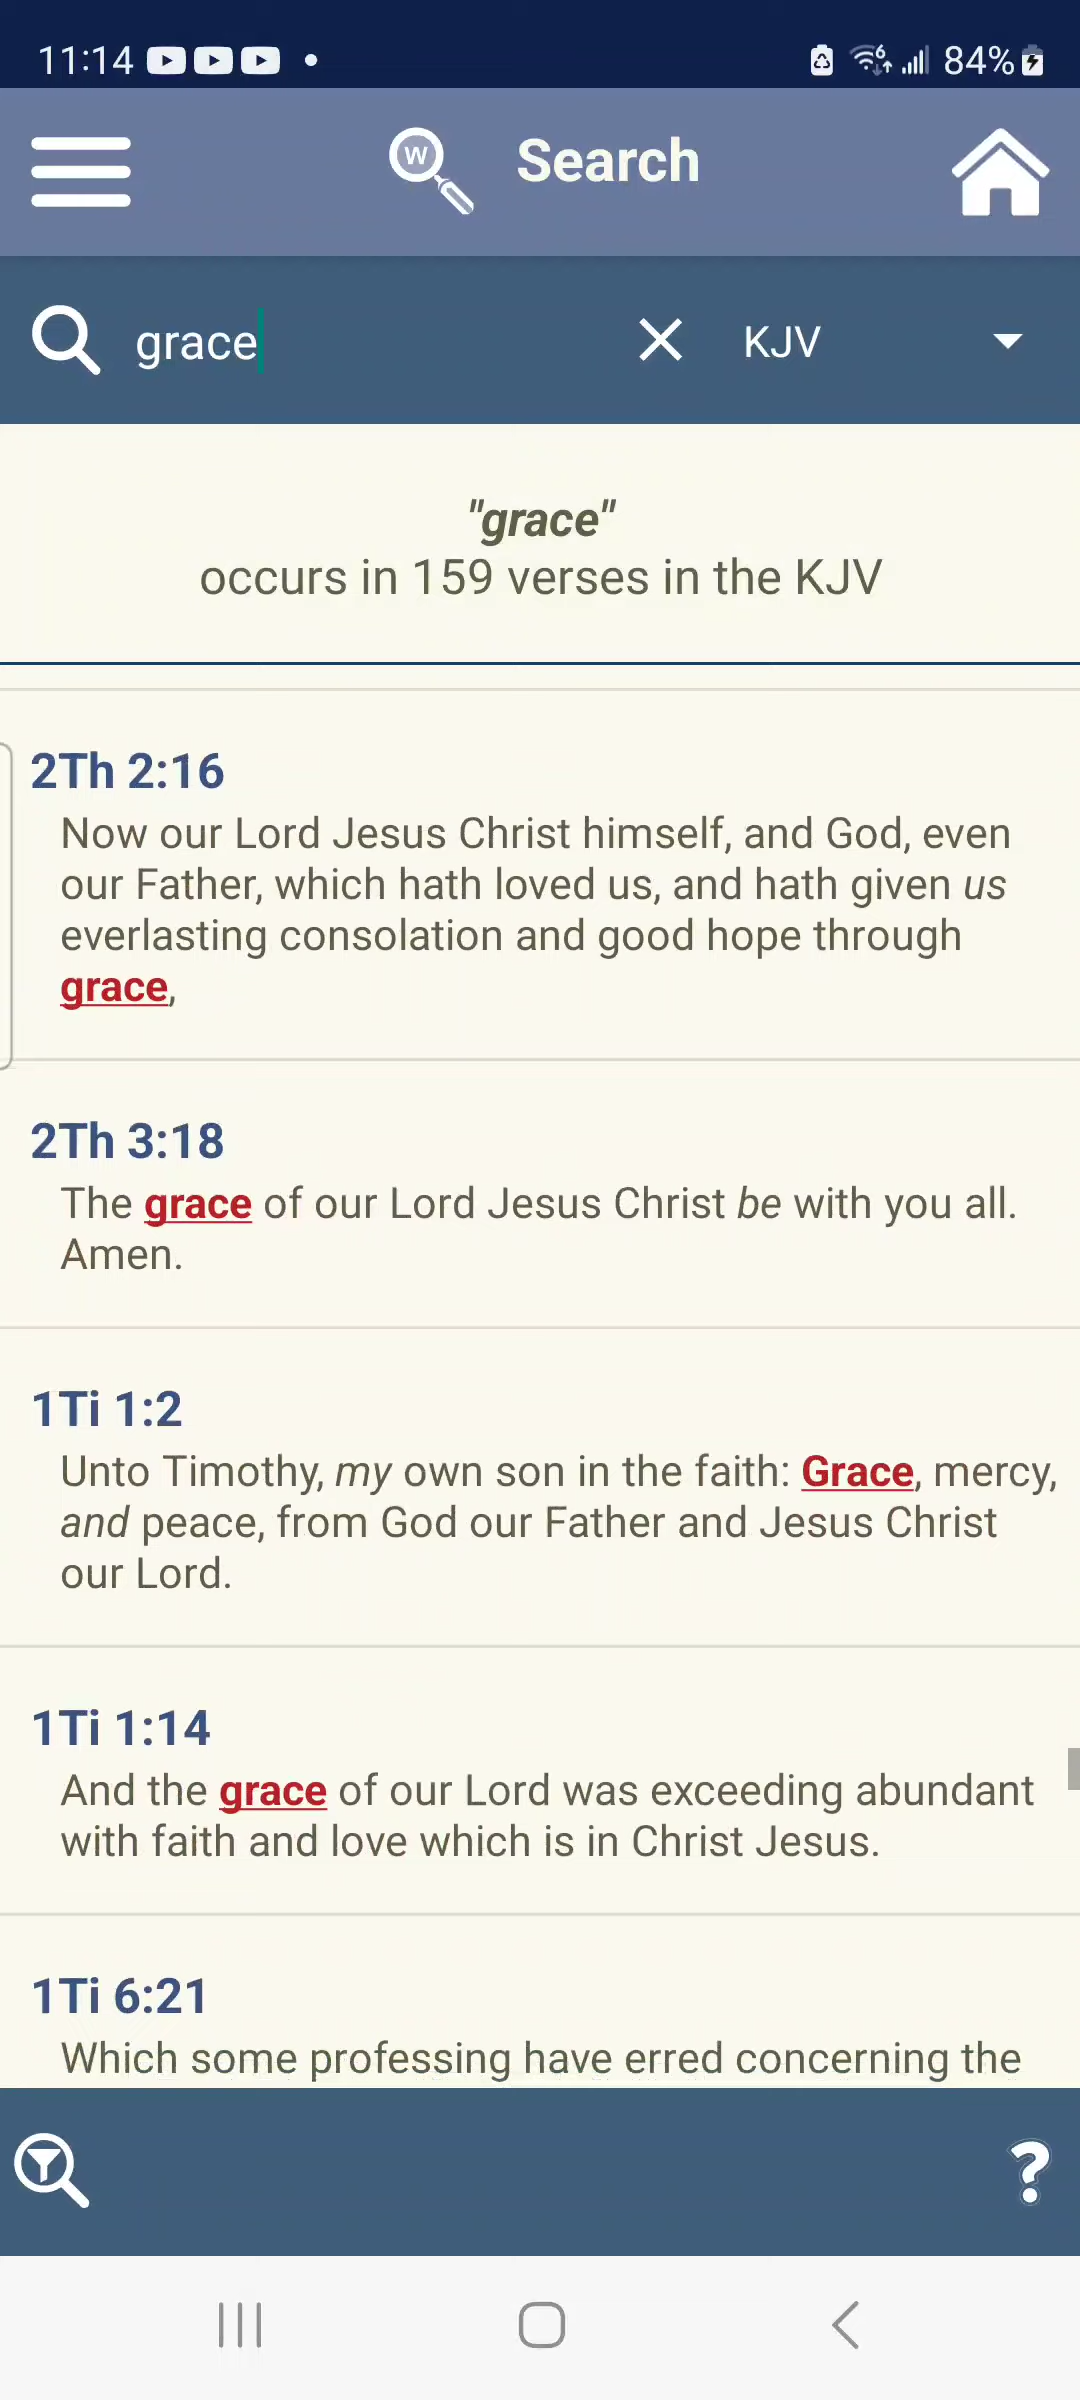 11:14
84%
W
Search
grace
KJV
"grace"
occurs in 159 verses in the KJV
2Th 2:16
Now our Lord Jesus Christ himself, and God, even
our Father, which hath loved us, and hath given us
everlasting consolation and good hope through
grace,
2Th 3:18
The grace of our Lord Jesus Christ be with you all.
Amen.
1Ti 1:2
Unto Timothy, my own son in the faith: Grace, mercy,
and peace, from God our Father and Jesus Christ
our Lord.
1Ti 1:14
And the grace of our Lord was exceeding abundant
with faith and love which is in Christ Jesus.
1Ti 6:21
Which some professing have erred concerning the
?